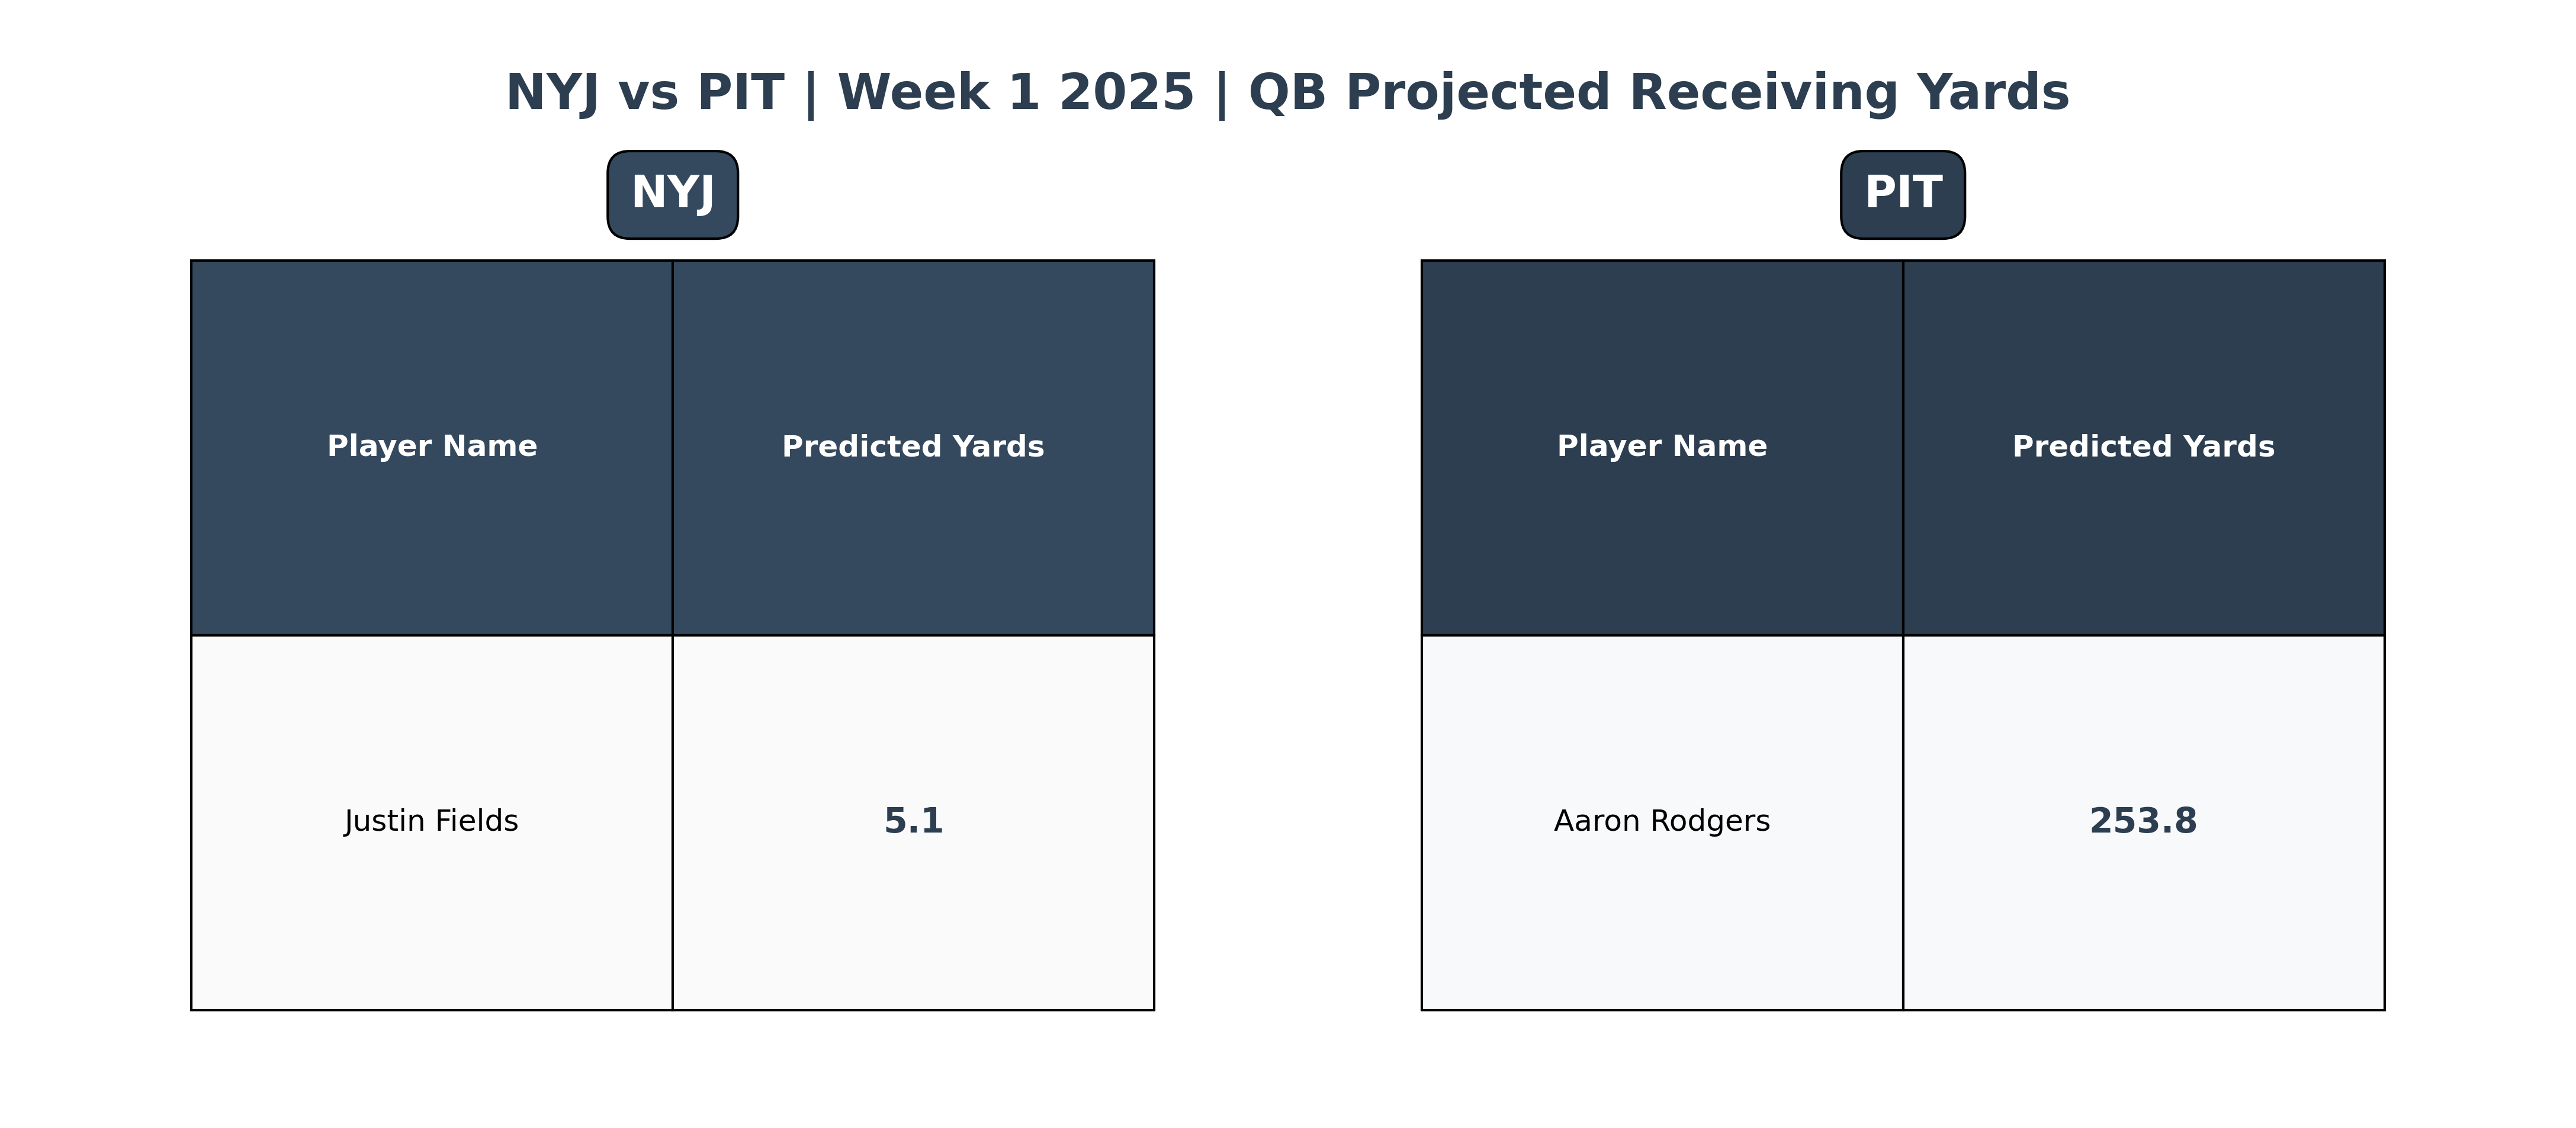 NYJ vs PIT | Week 1 2025 | QB Projected Receiving Yards
NYJ
Player Name Predicted Yards
Justin Fields 5.1
PIT
Player Name Predicted Yards
Aaron Rodgers 253.8